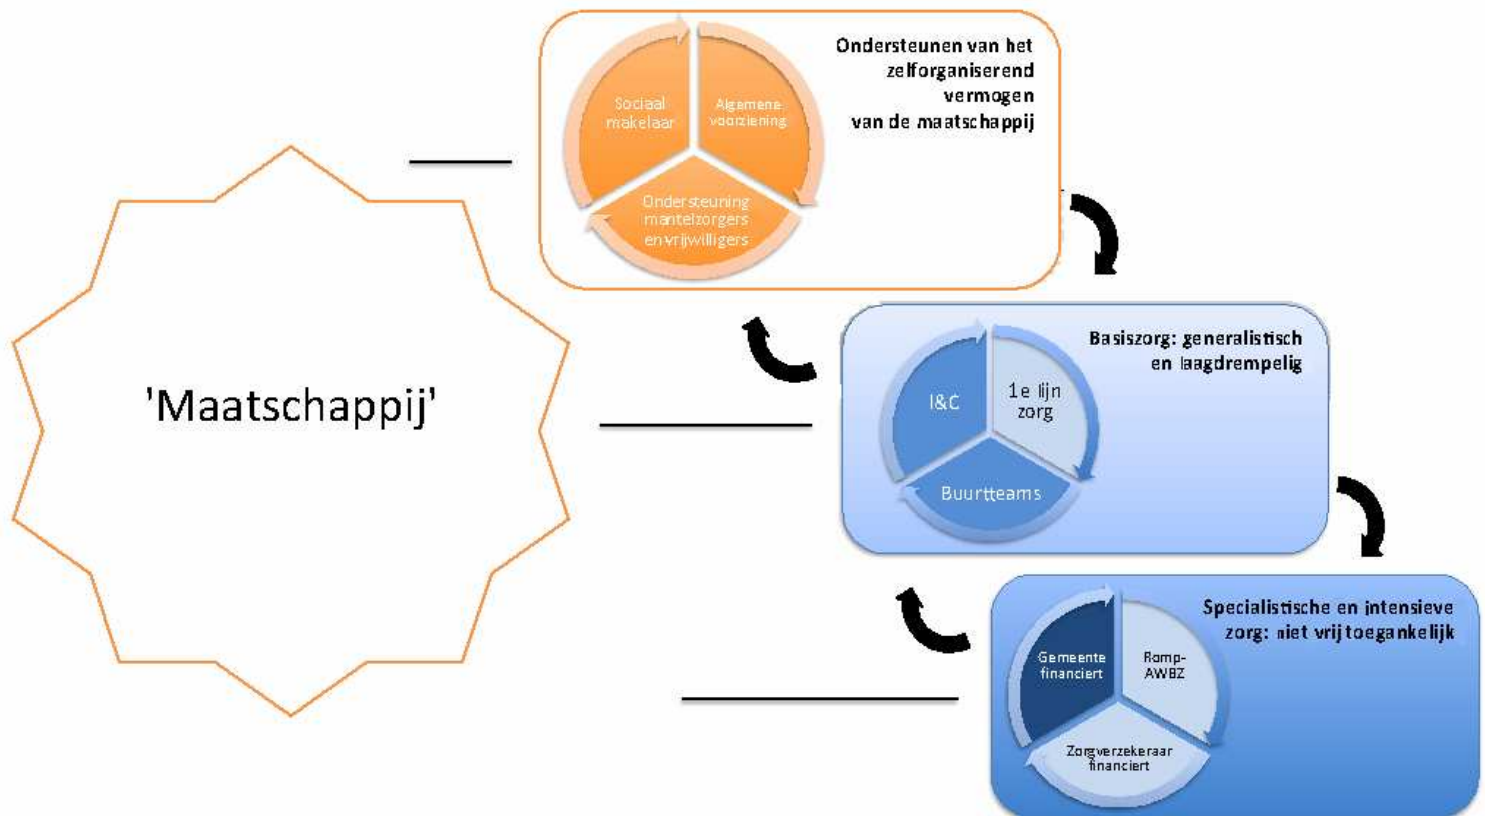 Ondersteunen van het
zelforganiserend
vermogen
van de maatschappij
Sociaal
makelaar
Algemene
voorziening
Ondersteuning
mantelzorgers
en vrijwilligers
'Maatschappij'
Basiszorg: generalistisch
en laagdrempelig
I&C
1e lijn
zorg
Buurtteams
Specialistische en intensieve
zorg: niet vrij toegankelijk
Gemeente
financiert
Romp-
AWBZ
Zorgverzekeraar
financiert